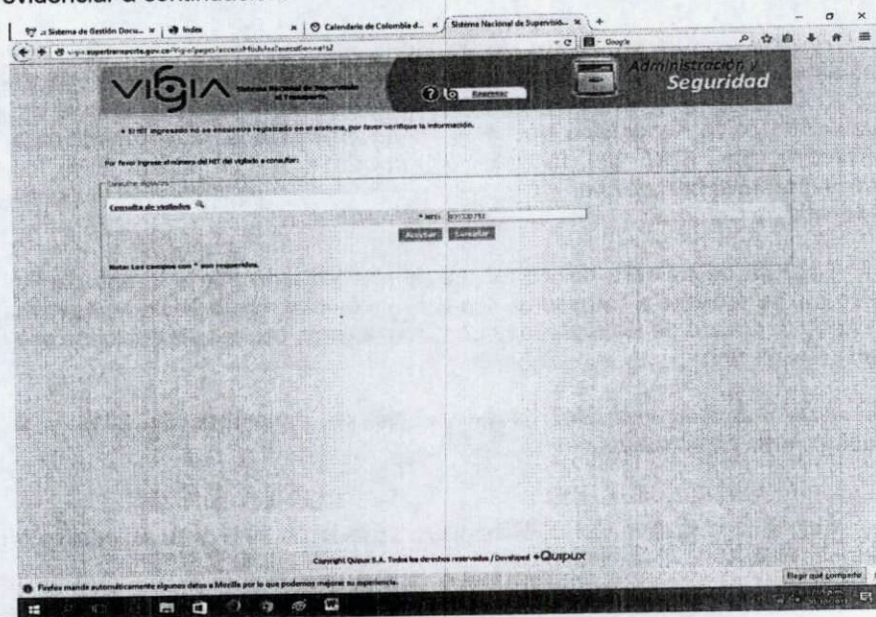 evidenciar a continuación
a Sistema de Gestión Docu... × Index × Calendario de Colombia d... × Sistema Nacional de Supervisió... × +
Google
VIGIA
Sistema Nacional de Supervisión
al Transporte.
Regresar
Administración y
Seguridad
El NIT ingresado no se encuentra registrado en el sistema, por favor verifique la información.
Por favor ingrese el número del NIT del vigilado a consultar:
Consulta de vigilados
* NIT:
Aceptar Cancelar
Nota: Los campos con * son requeridos.
Copyright Quipux S.A. Todos los derechos reservados / Developed Quipux
Firefox manda automáticamente algunos datos a Mozilla por lo que podemos mejorar su experiencia.
Elegir qué comparto